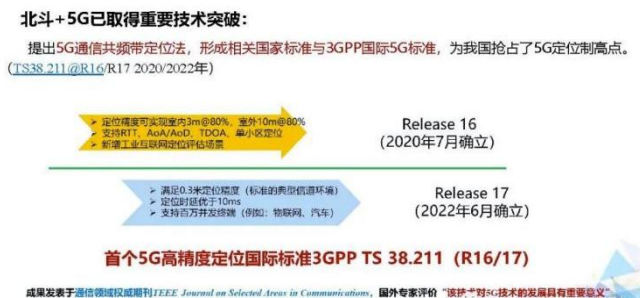 北斗+5G已取得重要技术突破：
提出5G通信共频带定位法，形成相关国家标准与3GPP国际5G标准，为我国抢占了5G定位制高点。
（TS38.211@R16/R17 2020/2022年）
➢ 定位精度可实现室内3m@80%、室外10m@80%
➢ 支持RTT、AoA/AoD、TDOA、单小区定位
➢ 新增工业互联网定位评估场景
Release 16
（2020年7月确立）
➢ 满足0.3米定位精度（标准的典型信道环境）
➢ 定位时延优于10ms
➢ 支持百万并发终端（例如：物联网、汽车）
Release 17
（2022年6月确立）
首个5G高精度定位国际标准3GPP TS 38.211（R16/17）
成果发表于通信领域权威期刊IEEE Journal on Selected Areas in Communications，国外专家评价“该技术对5G技术的发展具有重要意义”